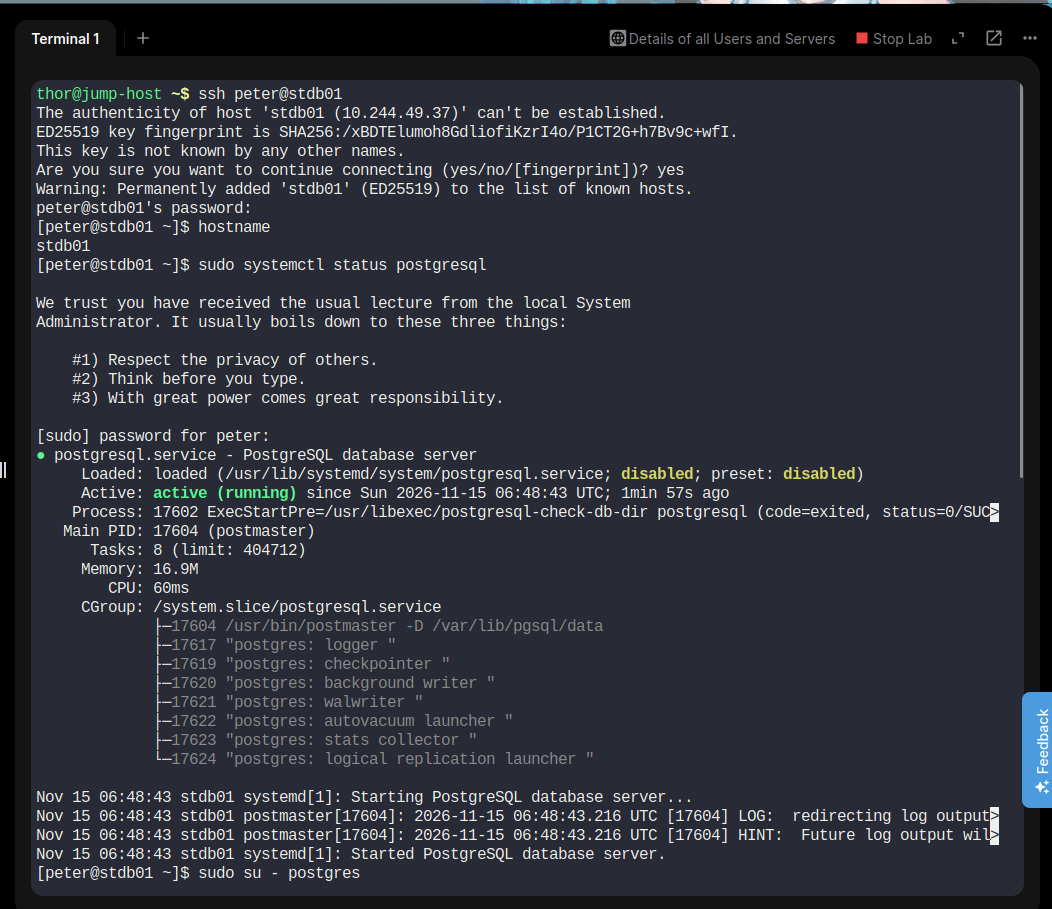 Terminal 1
Details of all Users and Servers
Stop Lab
thor@jump-host ~$ ssh peter@stdb01
The authenticity of host 'stdb01 (10.244.49.37)' can't be established.
ED25519 key fingerprint is SHA256:/xBDTElumoh8GdliofiKzrI4o/P1CT2G+h7Bv9c+wfI.
This key is not known by any other names.
Are you sure you want to continue connecting (yes/no/[fingerprint])? yes
Warning: Permanently added 'stdb01' (ED25519) to the list of known hosts.
peter@stdb01's password:
[peter@stdb01 ~]$ hostname
stdb01
[peter@stdb01 ~]$ sudo systemctl status postgresql
We trust you have received the usual lecture from the local System
Administrator. It usually boils down to these three things:
#1) Respect the privacy of others.
#2) Think before you type.
#3) With great power comes great responsibility.
[sudo] password for peter:
● postgresql.service - PostgreSQL database server
Loaded: loaded (/usr/lib/systemd/system/postgresql.service; disabled; preset: disabled)
Active: active (running) since Sun 2026-11-15 06:48:43 UTC; 1min 57s ago
Process: 17602 ExecStartPre=/usr/libexec/postgresql-check-db-dir postgresql (code=exited, status=0/SUC>
Main PID: 17604 (postmaster)
Tasks: 8 (limit: 404712)
Memory: 16.9M
CPU: 60ms
CGroup: /system.slice/postgresql.service
├─17604 /usr/bin/postmaster -D /var/lib/pgsql/data
├─17617 "postgres: logger "
├─17619 "postgres: checkpointer "
├─17620 "postgres: background writer "
├─17621 "postgres: walwriter "
├─17622 "postgres: autovacuum launcher "
├─17623 "postgres: stats collector "
└─17624 "postgres: logical replication launcher "
Nov 15 06:48:43 stdb01 systemd[1]: Starting PostgreSQL database server...
Nov 15 06:48:43 stdb01 postmaster[17604]: 2026-11-15 06:48:43.216 UTC [17604] LOG:  redirecting log output>
Nov 15 06:48:43 stdb01 postmaster[17604]: 2026-11-15 06:48:43.216 UTC [17604] HINT:  Future log output wil>
Nov 15 06:48:43 stdb01 systemd[1]: Started PostgreSQL database server.
[peter@stdb01 ~]$ sudo su - postgres
Feedback